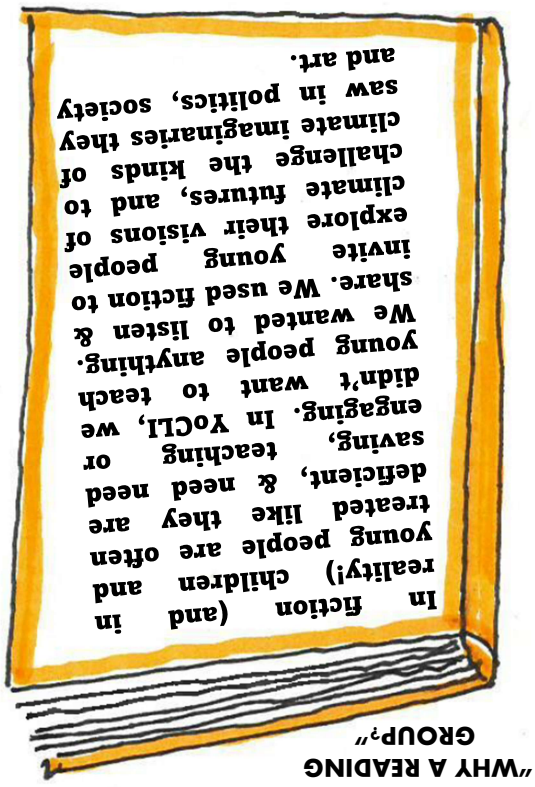 "WHY A READING
GROUP?"
In fiction (and in
reality!) children and
young people are often
treated like they are
deficient, & need need
saving, teaching or
engaging. In YoCLI, we
didn't want to teach
young people anything.
We wanted to listen &
share. We used fiction to
invite young people
explore their visions of
climate futures, and to
challenge the kinds of
climate imaginaries they
saw in politics, society
and art.